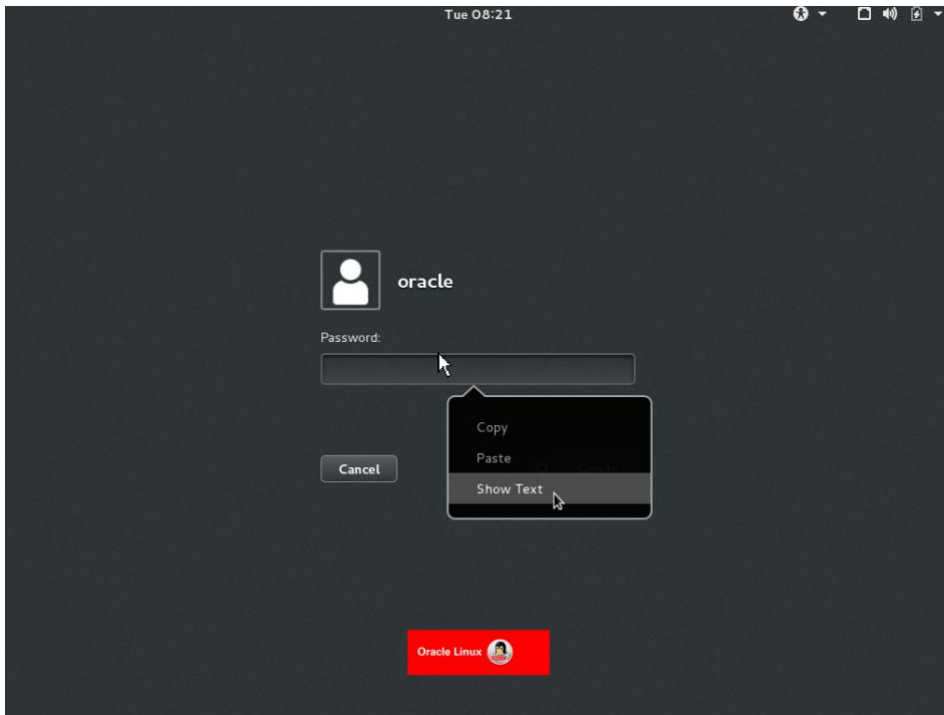 Tue 08:21
oracle
Password:
Copy
Paste
Cancel
Show Text
Oracle Linux